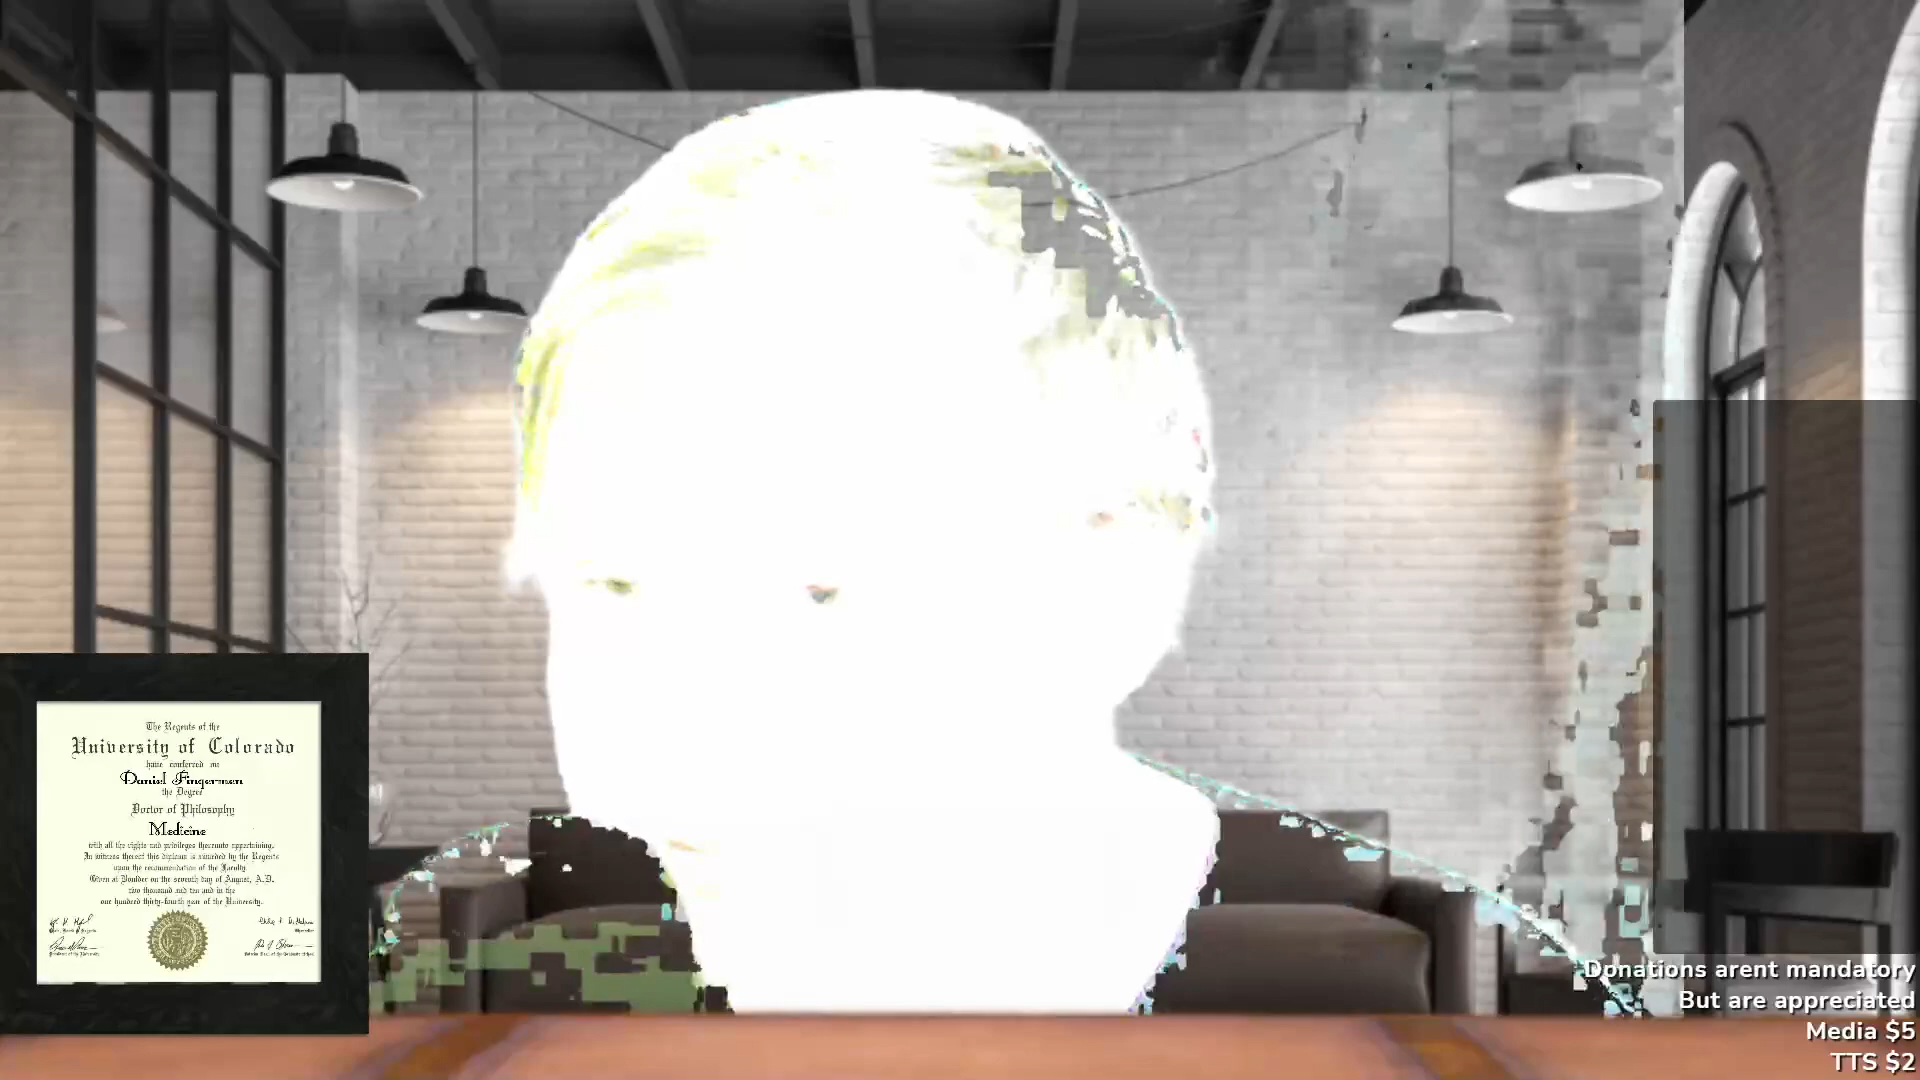 The Regents of the
University of Colorado
have conferred on
Daniel Fingerman
the Degree
Doctor of Philosophy
Medicine
with all the rights and privileges thereunto appertaining.
In witness thereof this diploma is awarded by the Regents
upon the recommendation of the Faculty.
Given at Boulder on the seventh day of August, A.D.
two thousand and ten and in the
one hundred thirty-fourth year of the University.
Donations arent mandatory
But are appreciated
Media $5
TTS $2